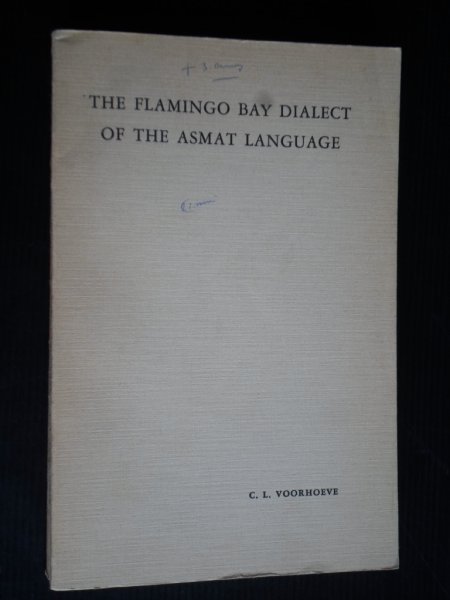 THE FLAMINGO BAY DIALECT
OF THE ASMAT LANGUAGE
C. L. VOORHOEVE